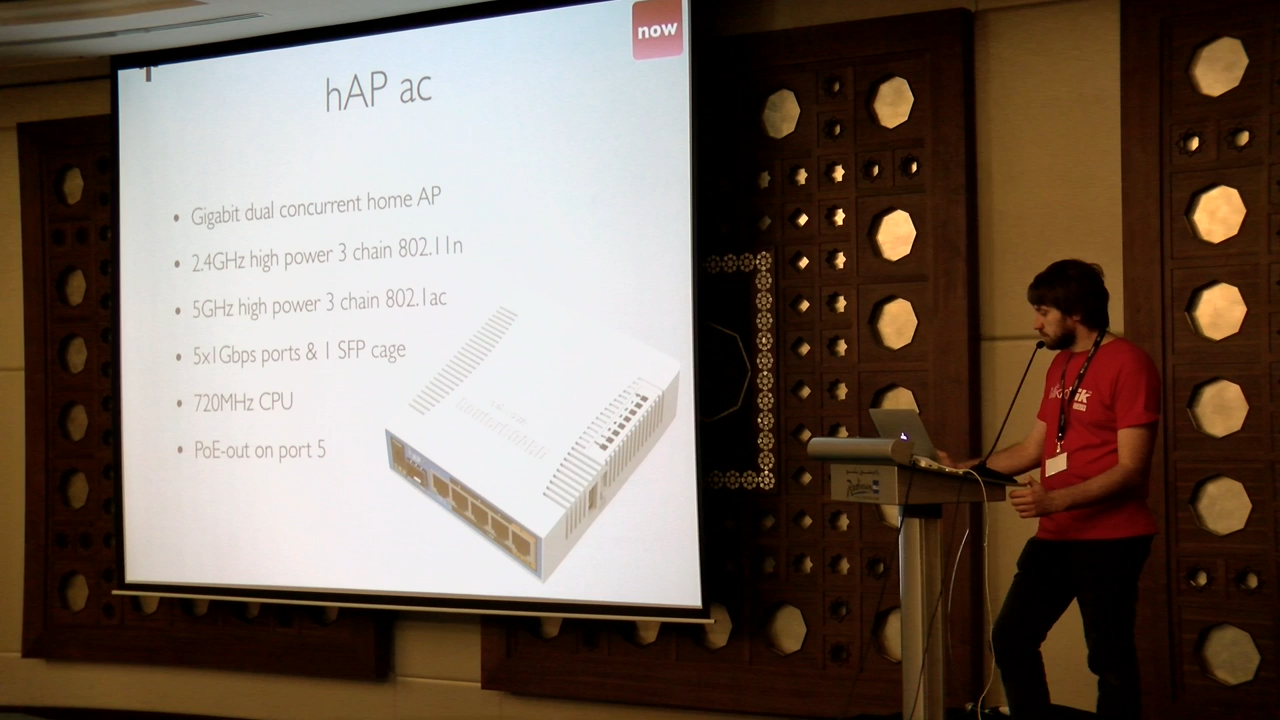 now
hAP ac
• Gigabit dual concurrent home AP
• 2.4GHz high power 3 chain 802.11n
• 5GHz high power 3 chain 802.1ac
• 5x1Gbps ports & 1 SFP cage
• 720MHz CPU
• PoE-out on port 5